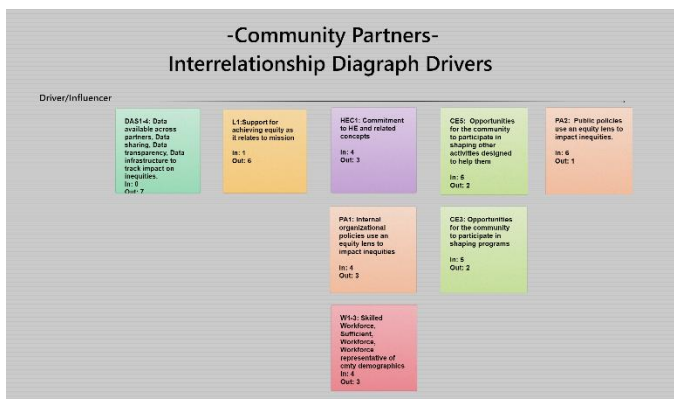 -Community Partners-
Interrelationship Diagraph Drivers
Driver/Influencer
DAS1-4: Data
available across
partners, Data
sharing, Data
transparency, Data
infrastructure to
track impact on
inequities.
In: 0
Out: 7
L1:Support for
achieving equity as
it relates to mission
In: 1
Out: 6
HEC1: Commitment
to HE and related
concepts
In: 4
Out: 3
CE5: Opportunities
for the community
to participate in
shaping other
activities designed
to help them
In: 5
Out: 2
PA2: Public policies
use an equity lens to
impact inequities.
In: 6
Out: 1
PA1: Internal
organizational
policies use an
equity lens to
impact inequities
In: 4
Out: 3
CE3: Opportunities
for the community
to participate in
shaping programs
In: 5
Out: 2
W1-3: Skilled
Workforce,
Sufficient,
Workforce,
Workforce
representative of
cmty demographics
In: 4
Out: 3